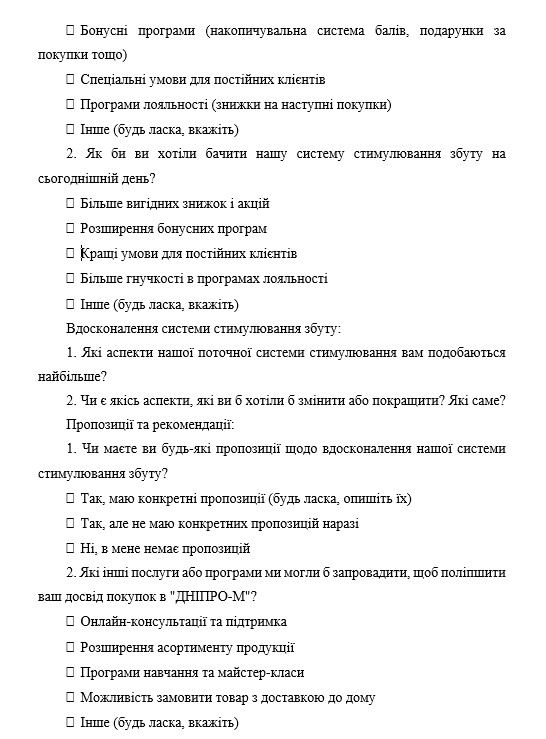 ☐ Бонусні програми (накопичувальна система балів, подарунки за
покупки тощо)
☐ Спеціальні умови для постійних клієнтів
☐ Програми лояльності (знижки на наступні покупки)
☐ Інше (будь ласка, вкажіть)
2. Як би ви хотіли бачити нашу систему стимулювання збуту на
сьогоднішній день?
☐ Більше вигідних знижок і акцій
☐ Розширення бонусних програм
☐ Кращі умови для постійних клієнтів
☐ Більше гнучкості в програмах лояльності
☐ Інше (будь ласка, вкажіть)
Вдосконалення системи стимулювання збуту:
1. Які аспекти нашої поточної системи стимулювання вам подобаються
найбільше?
2. Чи є якісь аспекти, які ви б хотіли б змінити або покращити? Які саме?
Пропозиції та рекомендації:
1. Чи маєте ви будь-які пропозиції щодо вдосконалення нашої системи
стимулювання збуту?
☐ Так, маю конкретні пропозиції (будь ласка, опишіть їх)
☐ Так, але не маю конкретних пропозицій наразі
☐ Ні, в мене немає пропозицій
2. Які інші послуги або програми ми могли б запровадити, щоб поліпшити
ваш досвід покупок в "ДНІПРО-М"?
☐ Онлайн-консультації та підтримка
☐ Розширення асортименту продукції
☐ Програми навчання та майстер-класи
☐ Можливість замовити товар з доставкою до дому
☐ Інше (будь ласка, вкажіть)